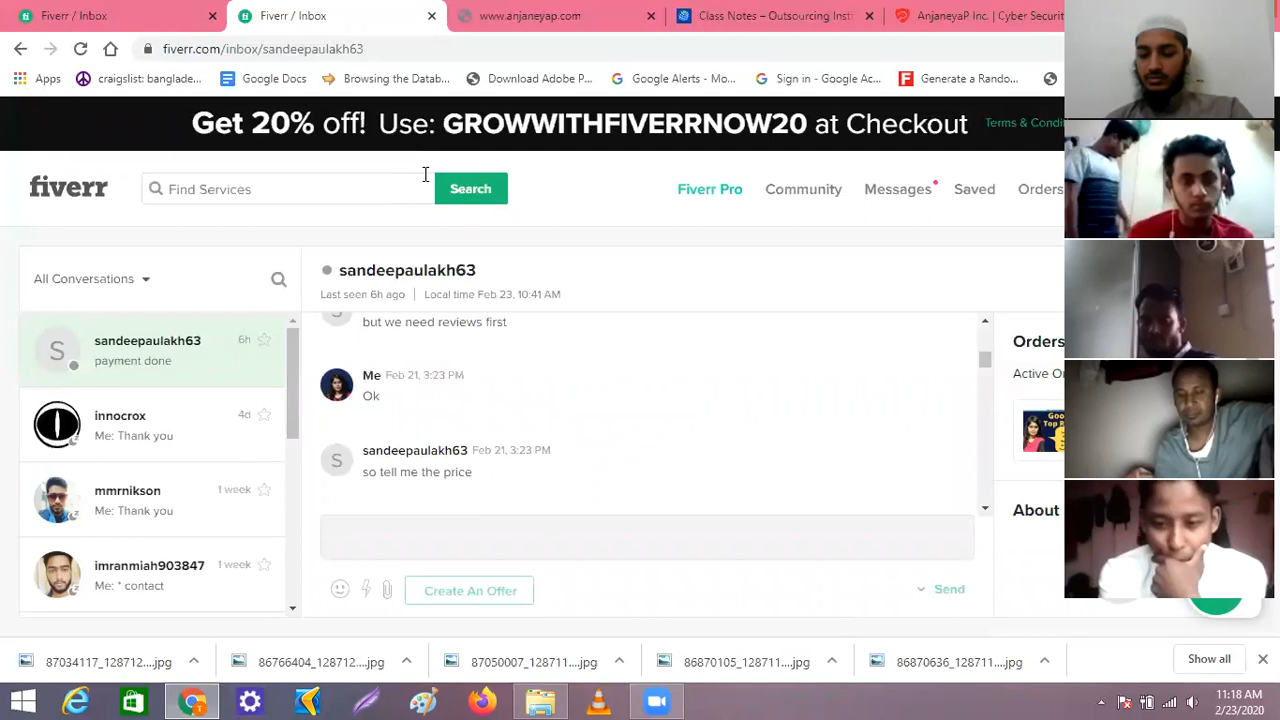 Fiverr / Inbox
Fiverr / Inbox
www.anjaneyap.com
Class Notes – Outsourcing Inst
AnjaneyaP Inc. | Cyber Securit
fiverr.com/inbox/sandeepaulakh63
Apps
craigslist: banglade...
Google Docs
Browsing the Datab...
Download Adobe P...
Google Alerts - Mo...
Sign in - Google Ac...
Generate a Rando...
Get 20% off! Use: GROWWITHFIVERRNOW20 at Checkout
Terms & Condi
fiverr
Find Services
Search
Fiverr Pro
Community
Messages
Saved
Orders
All Conversations
sandeepaulakh63
6h
payment done
innocrox
4d
Me: Thank you
mmrnikson
1 week
Me: Thank you
imranmiah903847
1 week
Me: * contact
sandeepaulakh63
Last seen 6h ago
Local time Feb 23, 10:41 AM
but we need reviews first
Me Feb 21, 3:23 PM
Ok
sandeepaulakh63 Feb 21, 3:23 PM
so tell me the price
Create An Offer
Send
Orders
Active O
About
87034117_128712....jpg
86766404_128712....jpg
87050007_128711....jpg
86870105_128711....jpg
86870636_128711....jpg
Show all
11:18 AM
2/23/2020